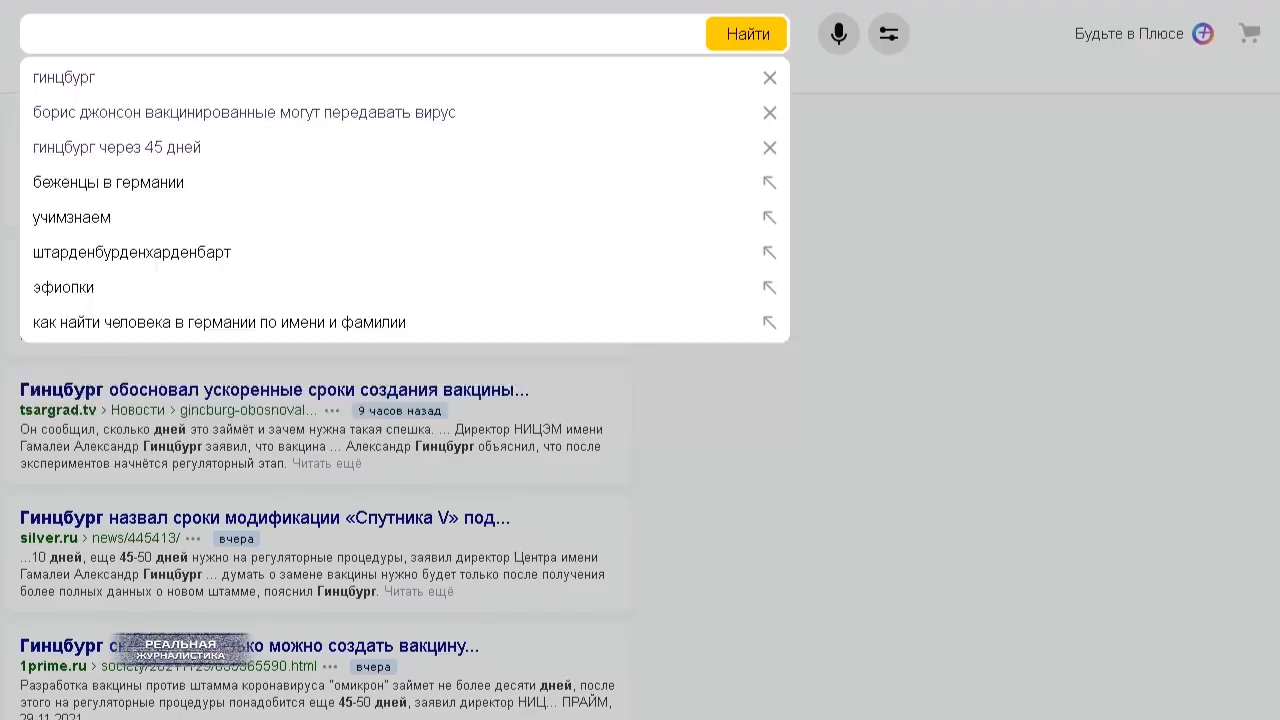 Найти
Будьте в Плюсе
гинцбург
борис джонсон вакцинированные могут передавать вирус
гинцбург через 45 дней
беженцы в германии
учимзнаем
штарденбурденхарденбарт
эфиопки
как найти человека в германии по имени и фамилии
Гинцбург обосновал ускоренные сроки создания вакцины...
tsargrad.tv › Новости › gincburg-obosnoval... ••• 9 часов назад
Он сообщил, сколько дней это займёт и зачем нужна такая спешка. ... Директор НИЦЭМ имени
Гамалеи Александр Гинцбург заявил, что вакцина ... Александр Гинцбург объяснил, что после
экспериментов начнётся регуляторный этап. Читать ещё
Гинцбург назвал сроки модификации «Спутника V» под...
silver.ru › news/445413/ ••• вчера
...10 дней, еще 45-50 дней нужно на регуляторные процедуры, заявил директор Центра имени
Гамалеи Александр Гинцбург ... думать о замене вакцины нужно будет только после получения
более полных данных о новом штамме, пояснил Гинцбург. Читать ещё
Гинцбург можно создать вакцину...
РЕАЛЬНАЯ
ЖУРНАЛИСТИКА
1prime.ru › вчера
Разработка вакцины против штамма коронавируса "омикрон" займет не более десяти дней, после
этого на регуляторные процедуры понадобится еще 45-50 дней, заявил директор НИЦ... ПРАЙМ,
29.11.2021